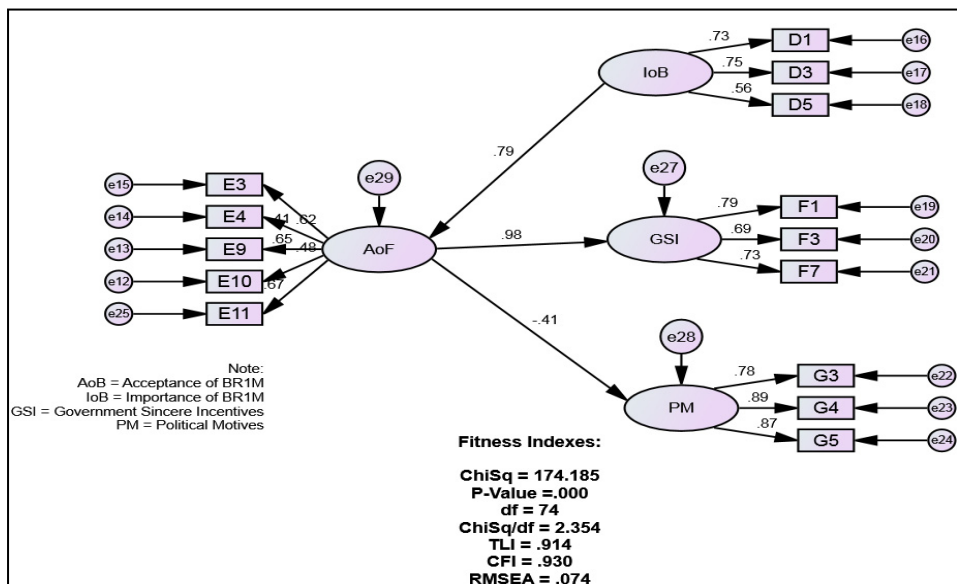 .73
D1
e16
IoB
.75
D3
e17
.56
D5
e18
.79
e15
E3
e29
e27
e14
E4
.41
.62
.79
F1
e19
e13
E9
.65
.48
AoF
.98
GSI
.69
F3
e20
e12
E10
.67
.73
F7
e21
e25
E11
-.41
e28
.78
G3
e22
PM
.89
G4
e23
.87
G5
e24
Note:
AoB = Acceptance of BR1M
IoB = Importance of BR1M
GSI = Government Sincere Incentives
PM = Political Motives
Fitness Indexes:
ChiSq = 174.185
P-Value =.000
df = 74
ChiSq/df = 2.354
TLI = .914
CFI = .930
RMSEA = .074